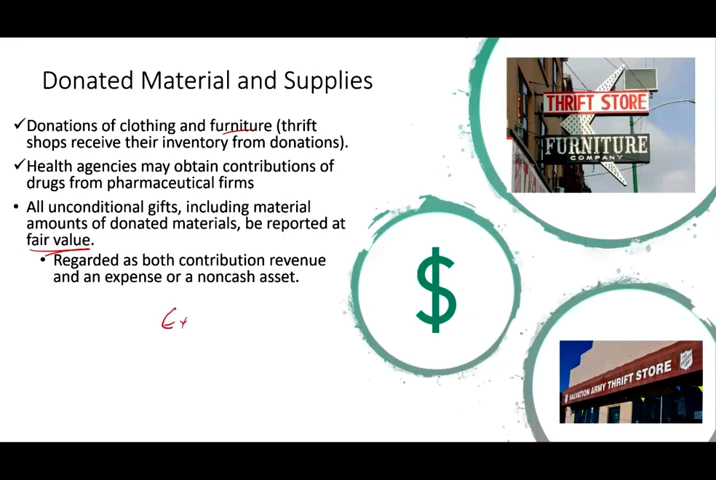 Donated Material and Supplies
✓Donations of clothing and furniture (thrift
shops receive their inventory from donations).
✓Health agencies may obtain contributions of
drugs from pharmaceutical firms
• All unconditional gifts, including material
amounts of donated materials, be reported at
fair value.
• Regarded as both contribution revenue
and an expense or a noncash asset.
THRIFT STORE
FURNITURE
COMPANY
$
SALVATION ARMY THRIFT STORE